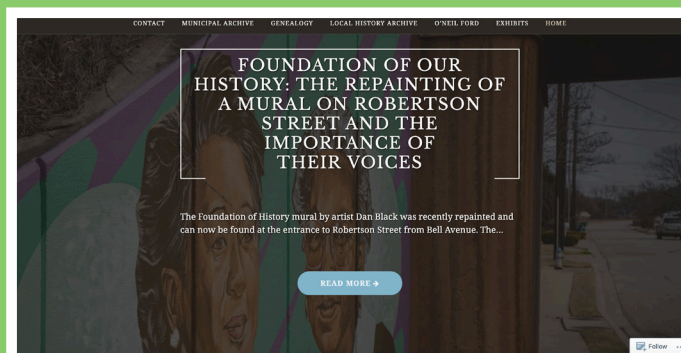 CONTACT MUNICIPAL ARCHIVE GENEALOGY LOCAL HISTORY ARCHIVE O'NEIL FORD EXHIBITS HOME
FOUNDATION OF OUR
HISTORY: THE REPAINTING OF
A MURAL ON ROBERTSON
STREET AND THE
IMPORTANCE OF
THEIR VOICES
The Foundation of History mural by artist Dan Black was recently repainted and
can now be found at the entrance to Robertson Street from Bell Avenue. The...
READ MORE →
Follow